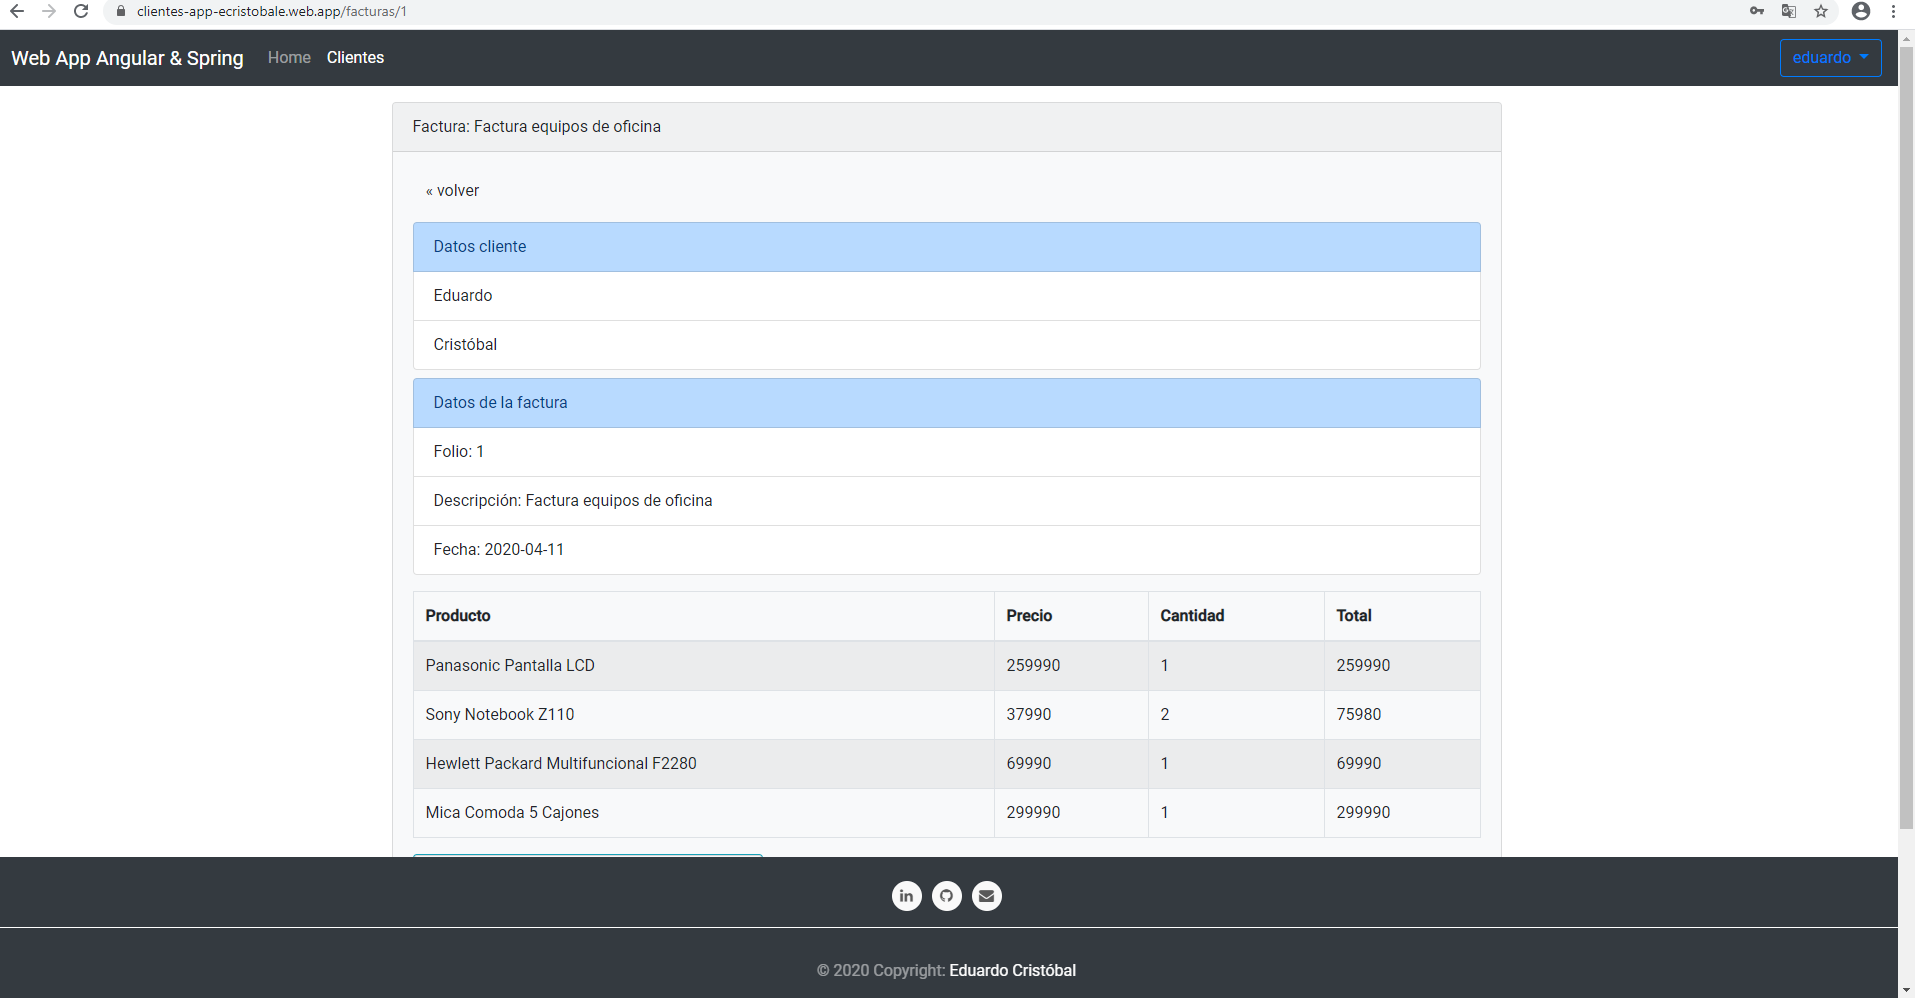 clientes-app-ecristobale.web.app/facturas/1
Web App Angular & Spring Home Clientes eduardo
Factura: Factura equipos de oficina
« volver
Datos cliente
Eduardo
Cristóbal
Datos de la factura
Folio: 1
Descripción: Factura equipos de oficina
Fecha: 2020-04-11
Producto Precio Cantidad Total
Panasonic Pantalla LCD 259990 1 259990
Sony Notebook Z110 37990 2 75980
Hewlett Packard Multifuncional F2280 69990 1 69990
Mica Comoda 5 Cajones 299990 1 299990
in
© 2020 Copyright: Eduardo Cristóbal